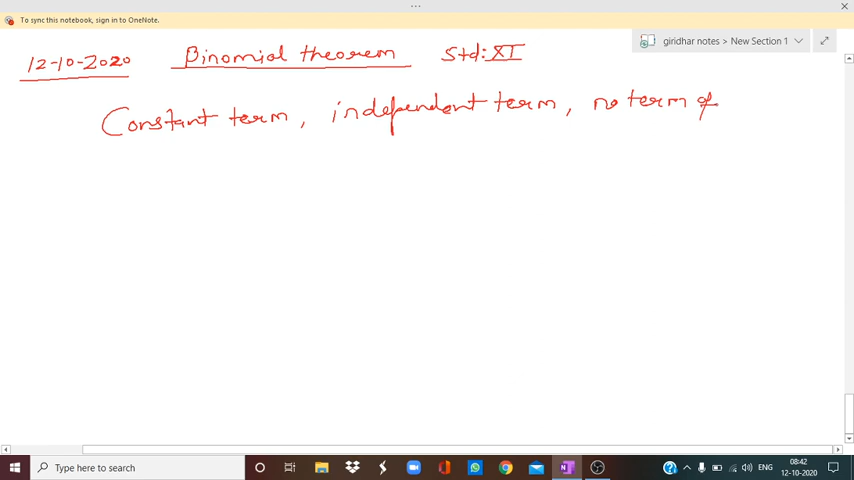 To sync this notebook, sign in to OneNote.
giridhar notes > New Section 1
12-10-2020 Binomial theorem Std: XI
Constant term, independent term, no term of
Type here to search
ENG
08:42
12-10-2020